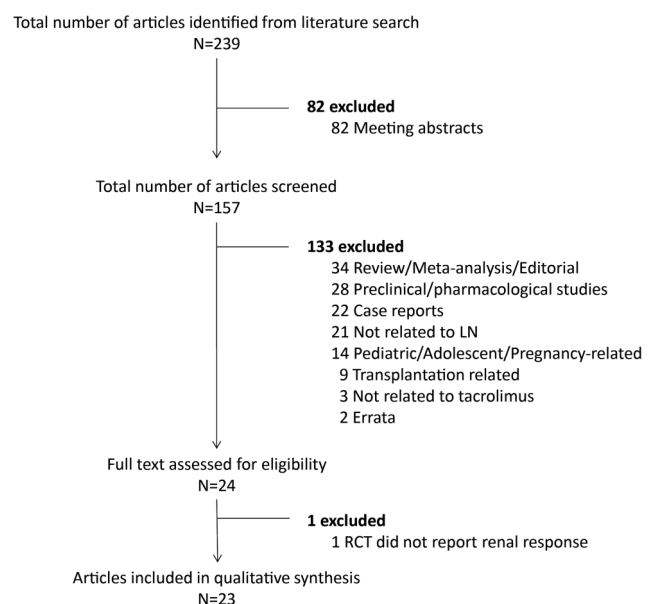 Total number of articles identified from literature search
N=239
82 excluded
82 Meeting abstracts
Total number of articles screened
N=157
133 excluded
34 Review/Meta-analysis/Editorial
28 Preclinical/pharmacological studies
22 Case reports
21 Not related to LN
14 Pediatric/Adolescent/Pregnancy-related
9 Transplantation related
3 Not related to tacrolimus
2 Errata
Full text assessed for eligibility
N=24
1 excluded
1 RCT did not report renal response
Articles included in qualitative synthesis
N=23